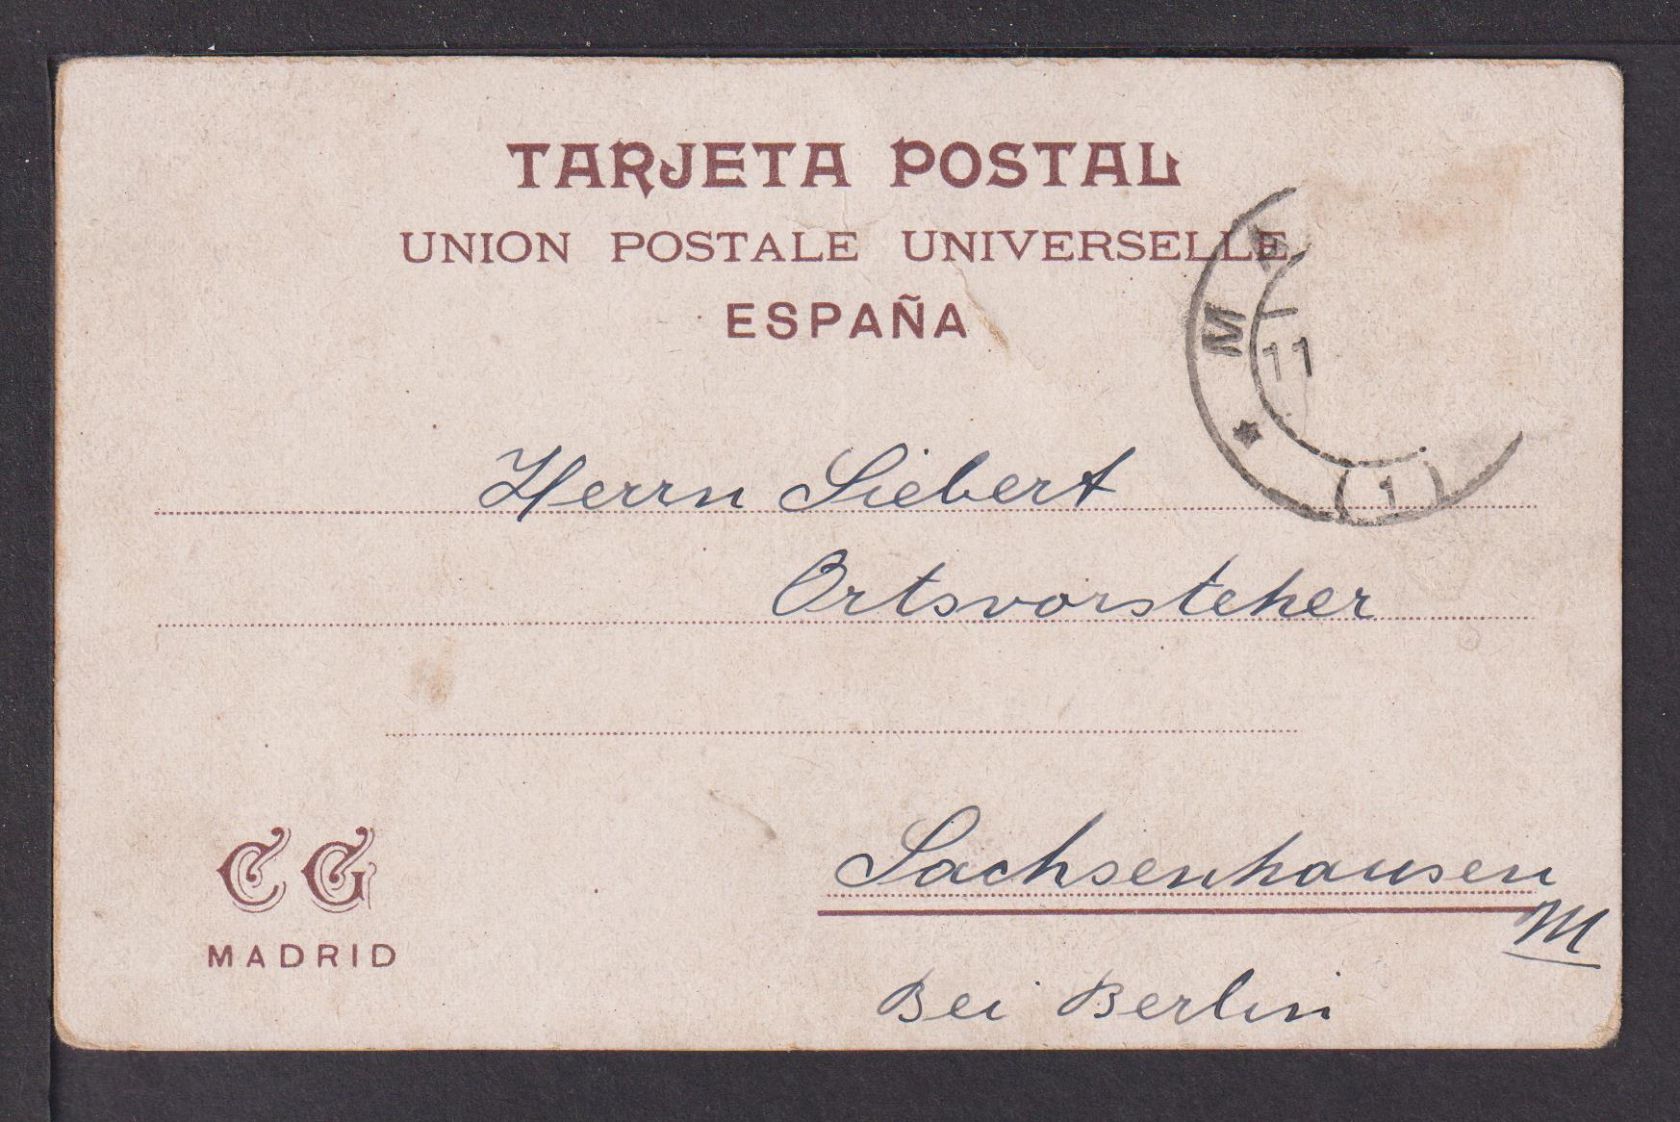 TARJETA POSTAL
UNION POSTALE UNIVERSELLE
ESPAÑA
M
11
(1)
Herrn Siebert
Ortsvorsteher
Sachsenhausen
M
Bei Berlin
CG
MADRID